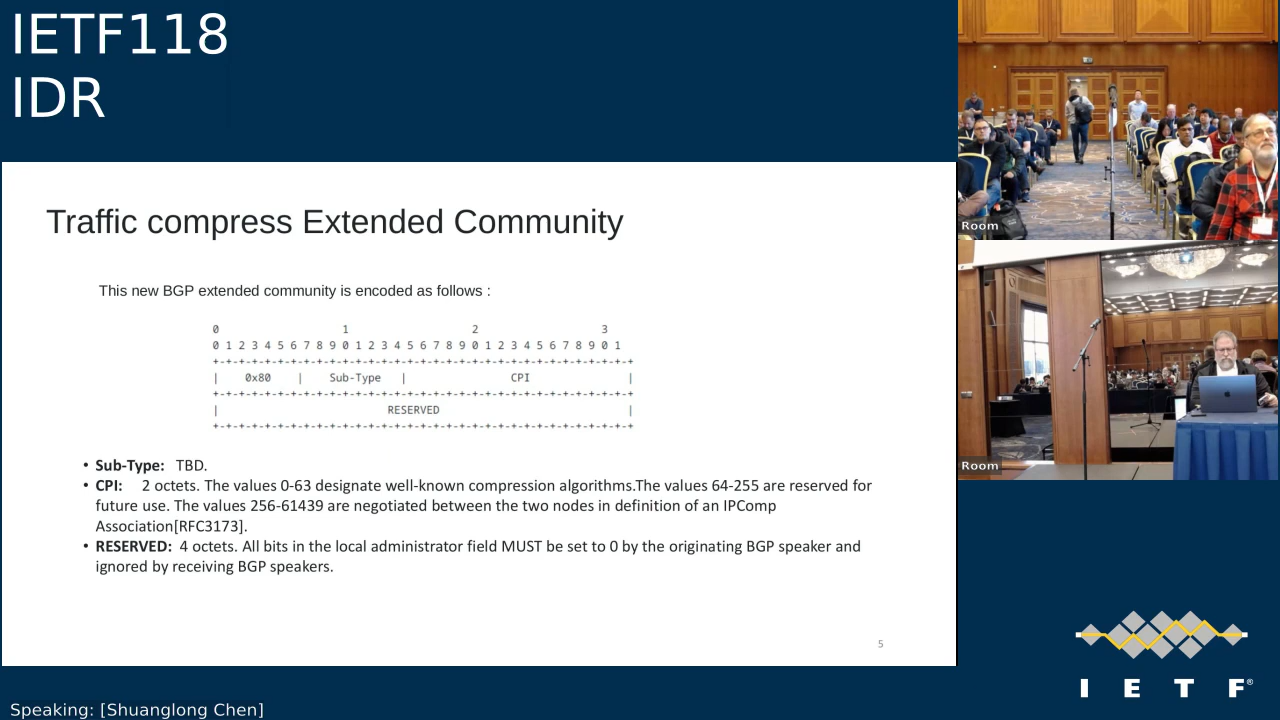 IETF118
IDR
Traffic compress Extended Community
This new BGP extended community is encoded as follows :
0 1 2 3
0 1 2 3 4 5 6 7 8 9 0 1 2 3 4 5 6 7 8 9 0 1 2 3 4 5 6 7 8 9 0 1
+-+-+-+-+-+-+-+-+-+-+-+-+-+-+-+-+-+-+-+-+-+-+-+-+-+-+-+-+-+-+-+-+
| 0x80 | Sub-Type | CPI |
+-+-+-+-+-+-+-+-+-+-+-+-+-+-+-+-+-+-+-+-+-+-+-+-+-+-+-+-+-+-+-+-+
| RESERVED |
+-+-+-+-+-+-+-+-+-+-+-+-+-+-+-+-+-+-+-+-+-+-+-+-+-+-+-+-+-+-+-+-+
• Sub-Type: TBD.
• CPI: 2 octets. The values 0-63 designate well-known compression algorithms.The values 64-255 are reserved for
future use. The values 256-61439 are negotiated between the two nodes in definition of an IPComp
Association[RFC3173].
• RESERVED: 4 octets. All bits in the local administrator field MUST be set to 0 by the originating BGP speaker and
ignored by receiving BGP speakers.
5
Room
Room
I E T F®
Speaking: [Shuanglong Chen]